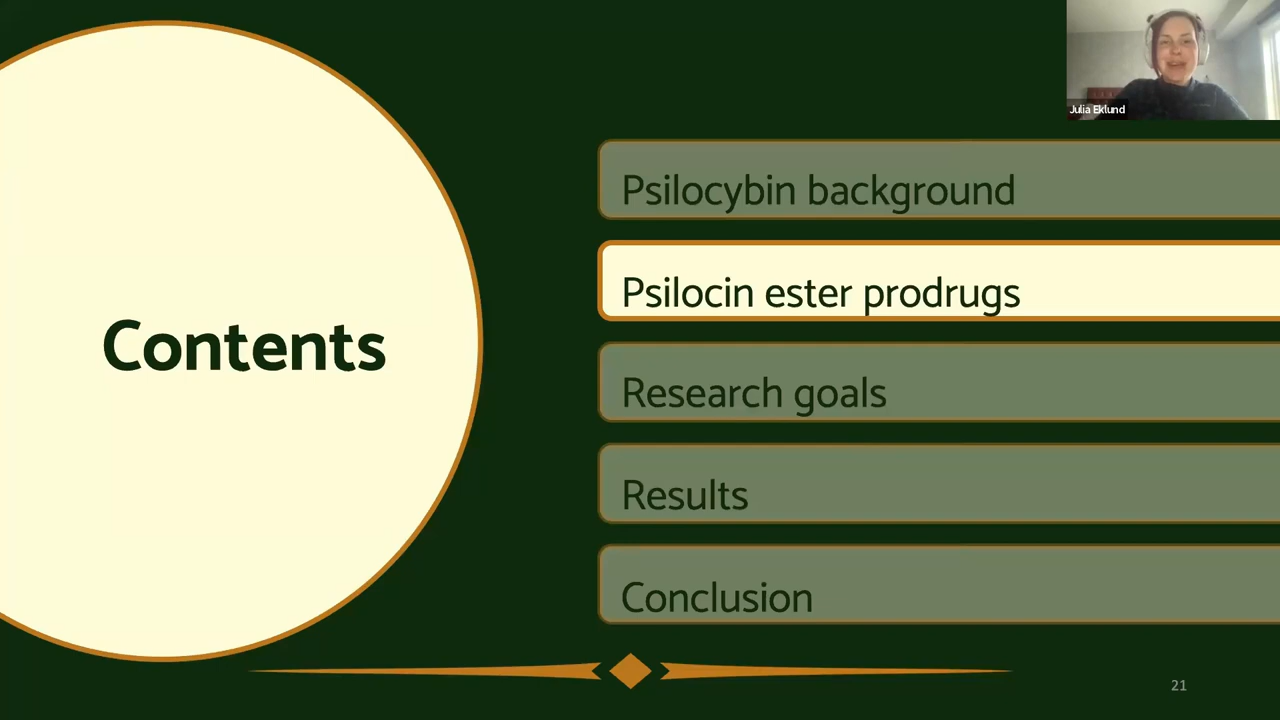 Julia Eklund
Contents
Psilocybin background
Psilocin ester prodrugs
Research goals
Results
Conclusion
21